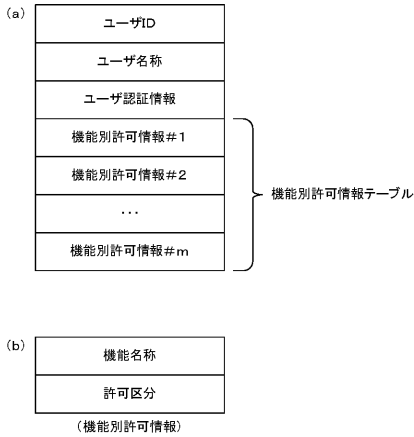 (a)
ユーザID
ユーザ名称
ユーザ認証情報
機能別許可情報#1
機能別許可情報#2
・・・
機能別許可情報#m
機能別許可情報テーブル
(b)
機能名称
許可区分
(機能別許可情報)